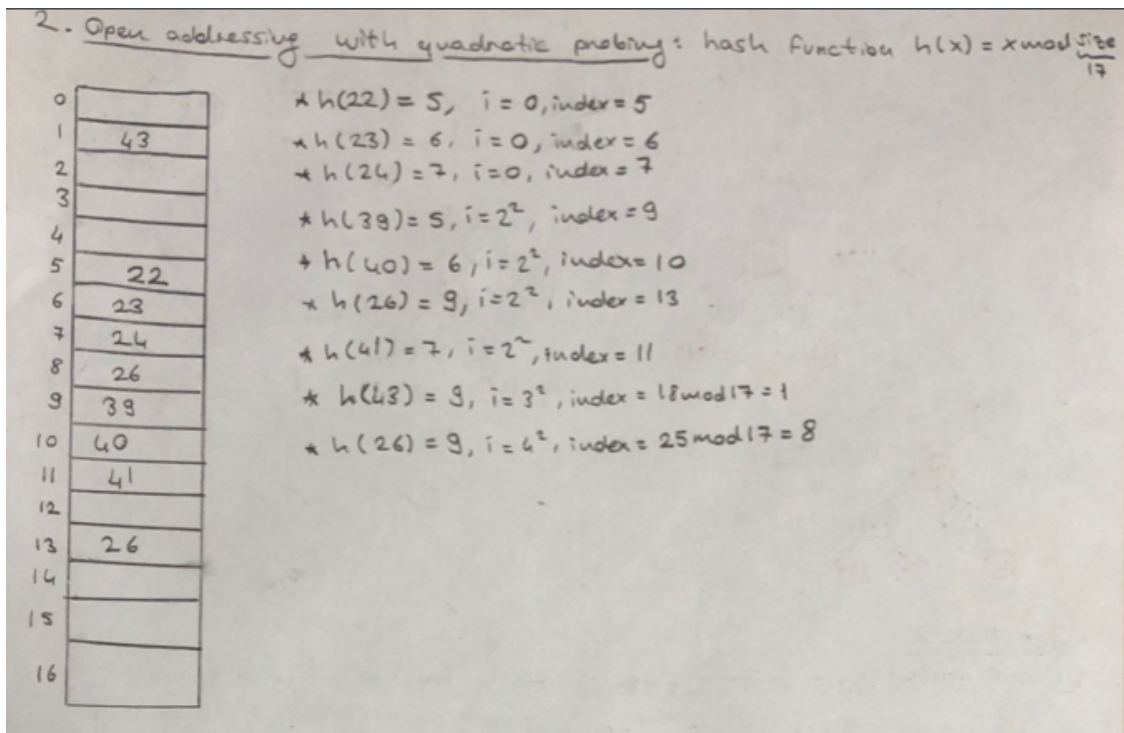 2. Open addressing with quadratic probing: hash function h(x) = x mod size
17
0
1 43
2
3
4
5 22
6 23
7 24
8 26
9 39
10 40
11 41
12
13 26
14
15
16
* h(22) = 5, i = 0, index = 5
* h(23) = 6, i = 0, index = 6
* h(24) = 7, i = 0, index = 7
* h(39) = 5, i = 2², index = 9
* h(40) = 6, i = 2², index = 10
* h(26) = 9, i = 2², index = 13
* h(41) = 7, i = 2², index = 11
* h(43) = 9, i = 3², index = 18 mod 17 = 1
* h(26) = 9, i = 4², index = 25 mod 17 = 8